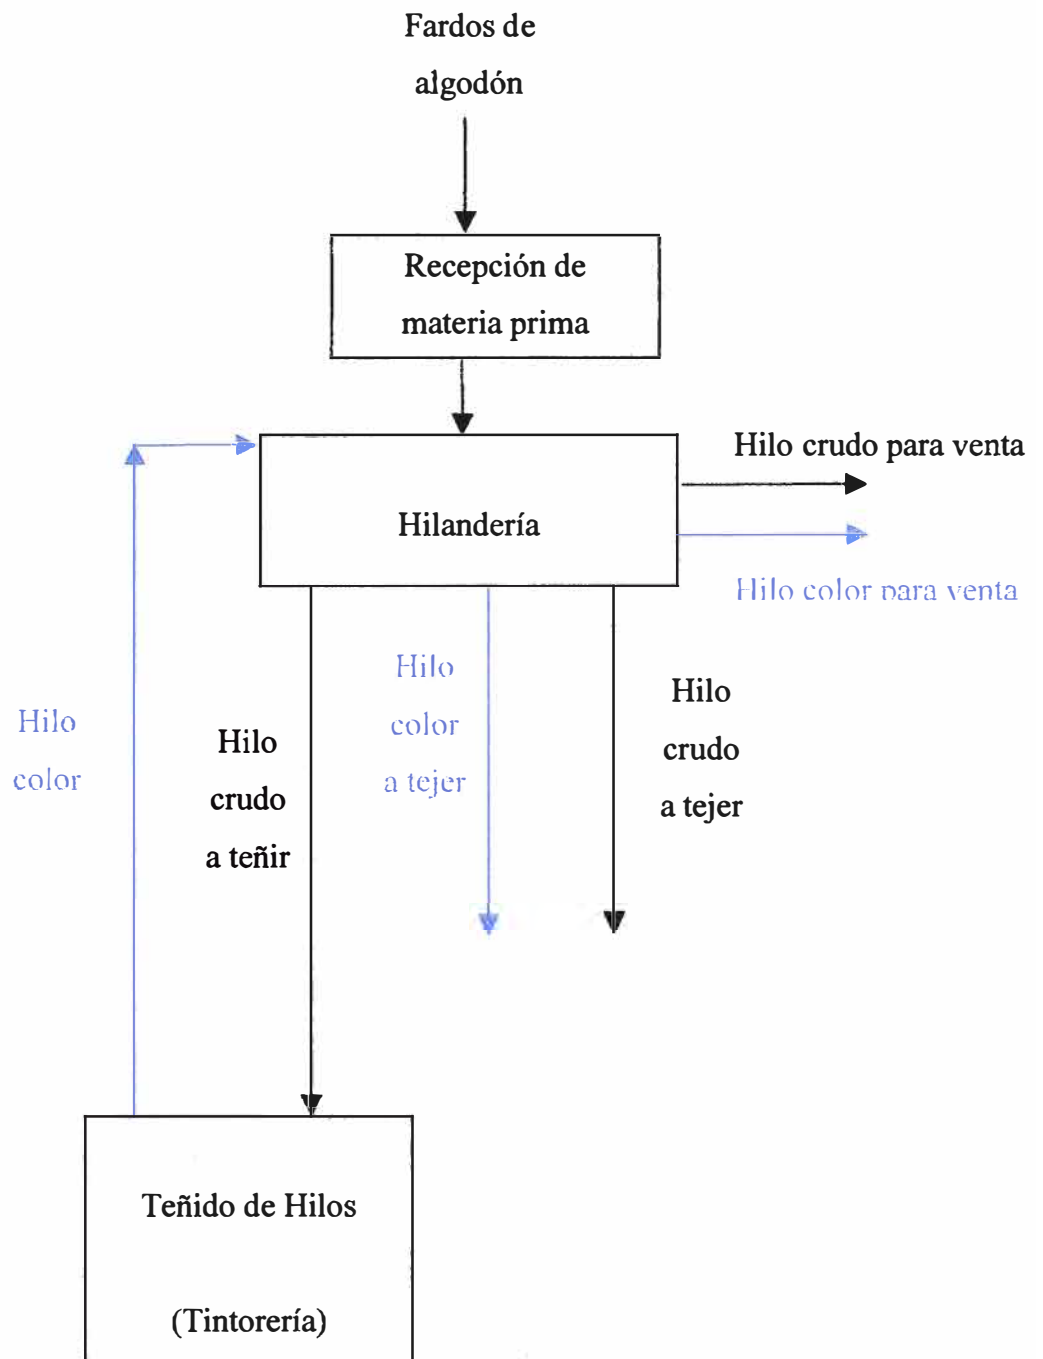 Fardos de
algodón
Recepción de
materia prima
Hilo crudo para venta
Hilandería
Hilo color para venta
Hilo
color
a tejer
Hilo
crudo
a tejer
Hilo
color
Hilo
crudo
a teñir
Teñido de Hilos
(Tintorería)